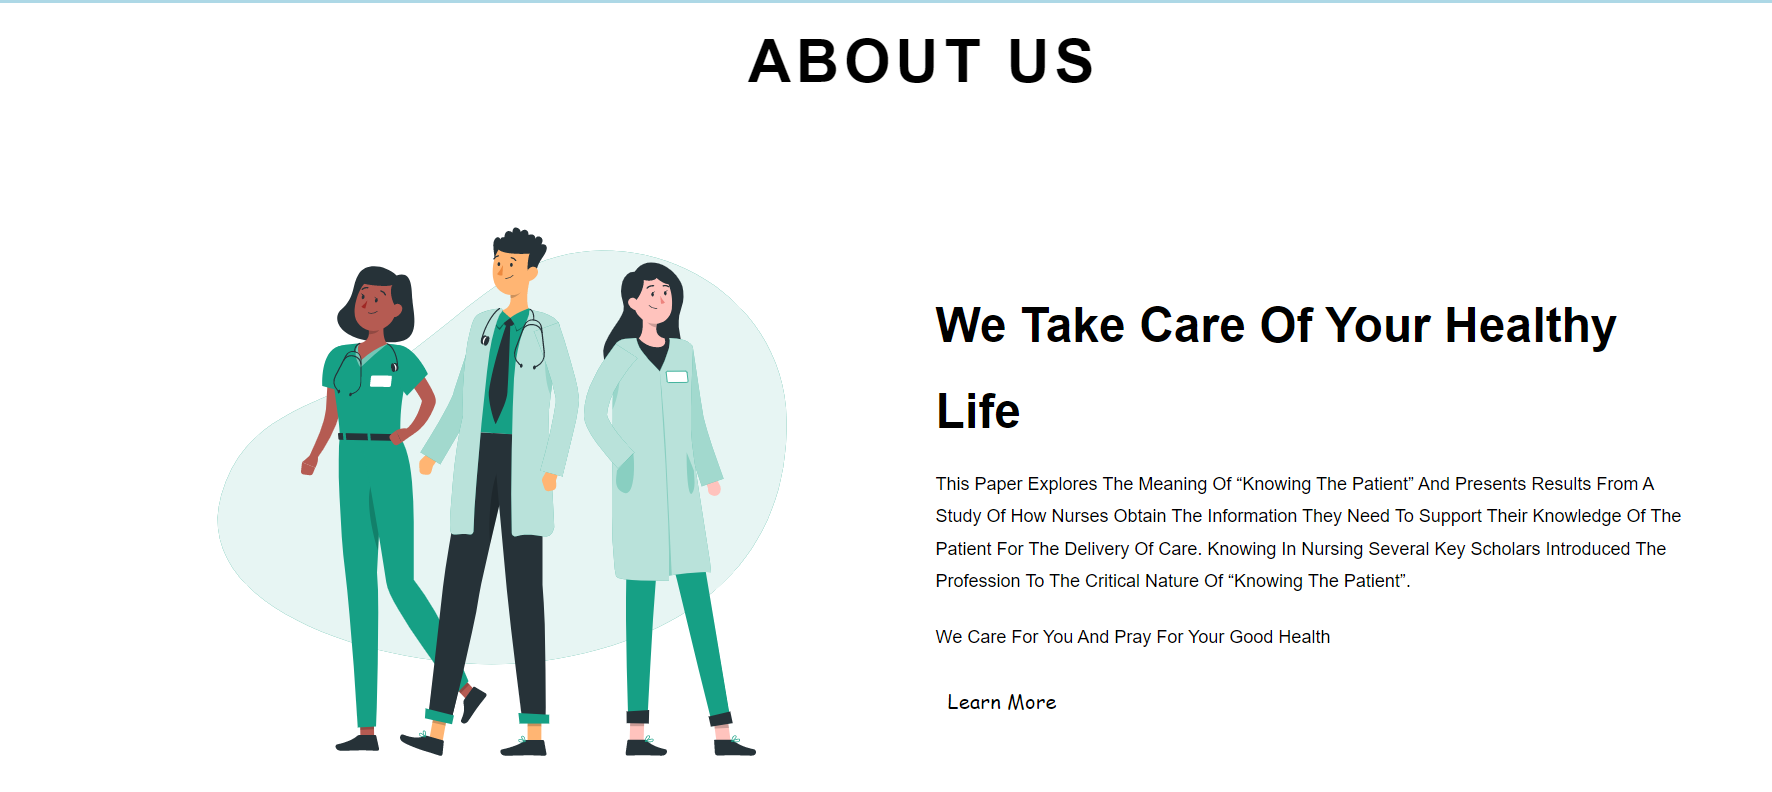 ABOUT US
We Take Care Of Your Healthy
Life
This Paper Explores The Meaning Of “Knowing The Patient” And Presents Results From A
Study Of How Nurses Obtain The Information They Need To Support Their Knowledge Of The
Patient For The Delivery Of Care. Knowing In Nursing Several Key Scholars Introduced The
Profession To The Critical Nature Of “Knowing The Patient”.
We Care For You And Pray For Your Good Health
Learn More